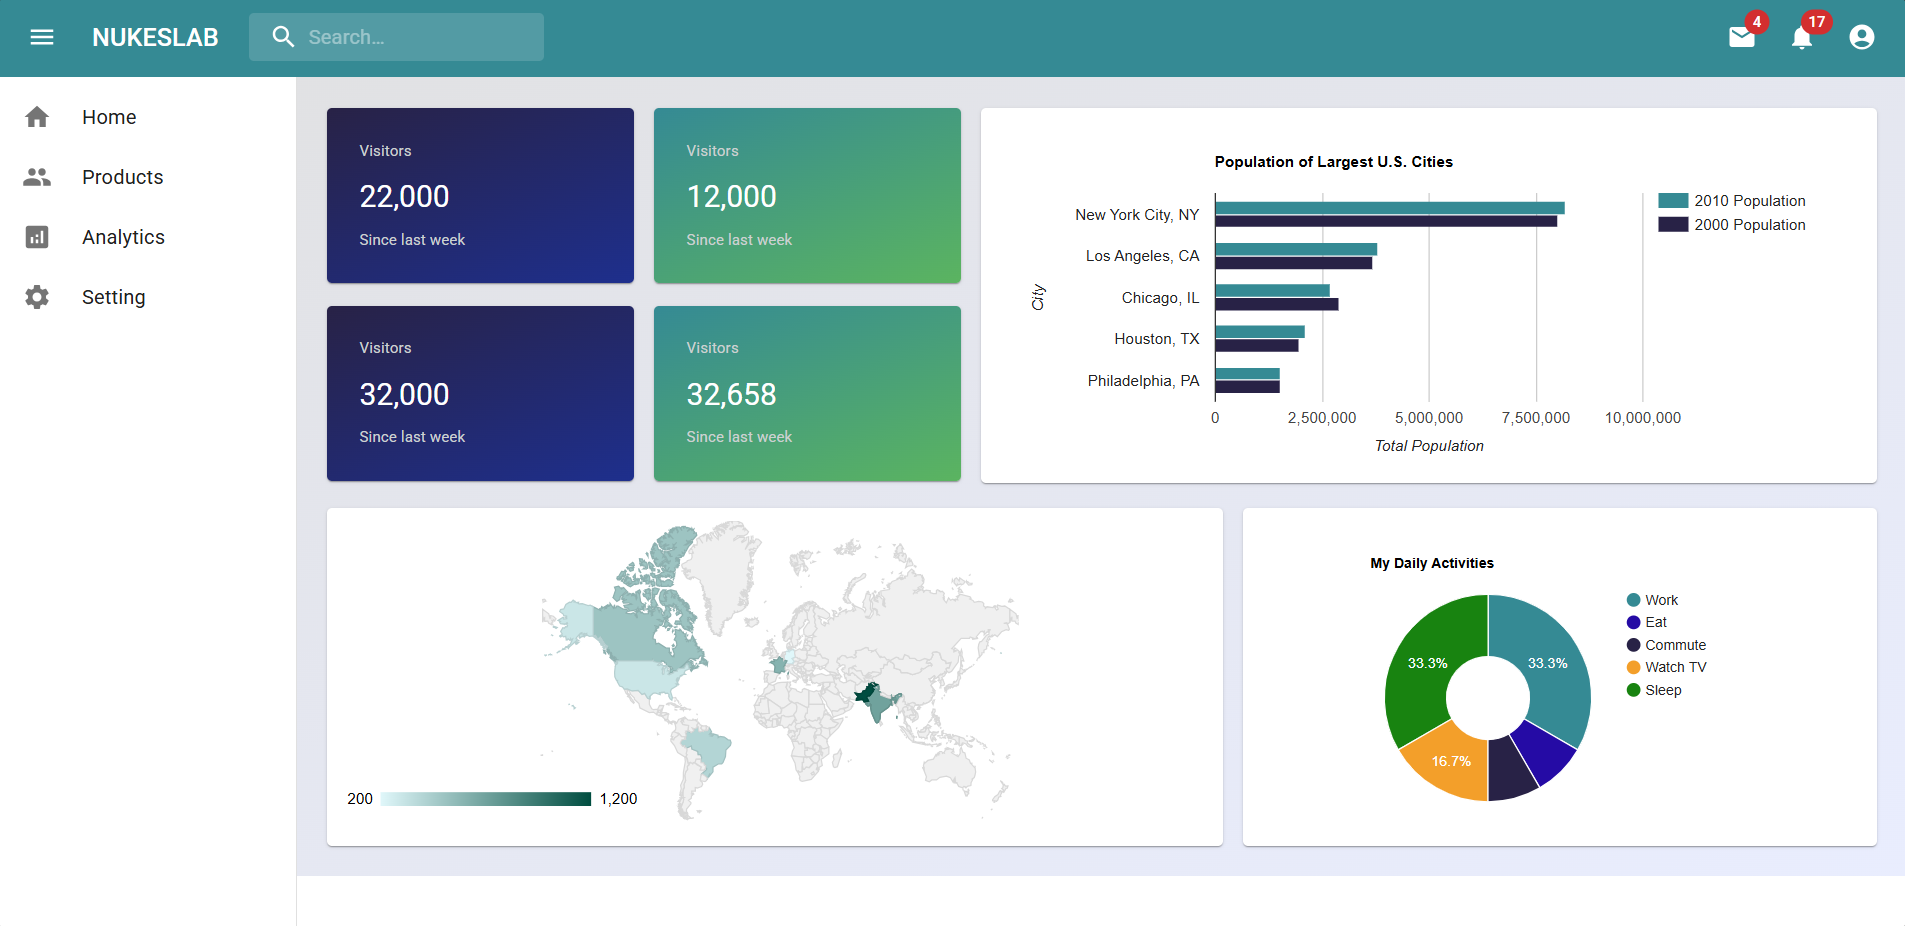 NUKESLAB
Search...
4
17
Home
Products
Analytics
Setting
Visitors
22,000
Since last week
Visitors
12,000
Since last week
Visitors
32,000
Since last week
Visitors
32,658
Since last week
Population of Largest U.S. Cities
2010 Population
2000 Population
City
New York City, NY
Los Angeles, CA
Chicago, IL
Houston, TX
Philadelphia, PA
0 2,500,000 5,000,000 7,500,000 10,000,000
Total Population
200 1,200
My Daily Activities
Work
Eat
Commute
Watch TV
Sleep
33.3% 33.3%
16.7%